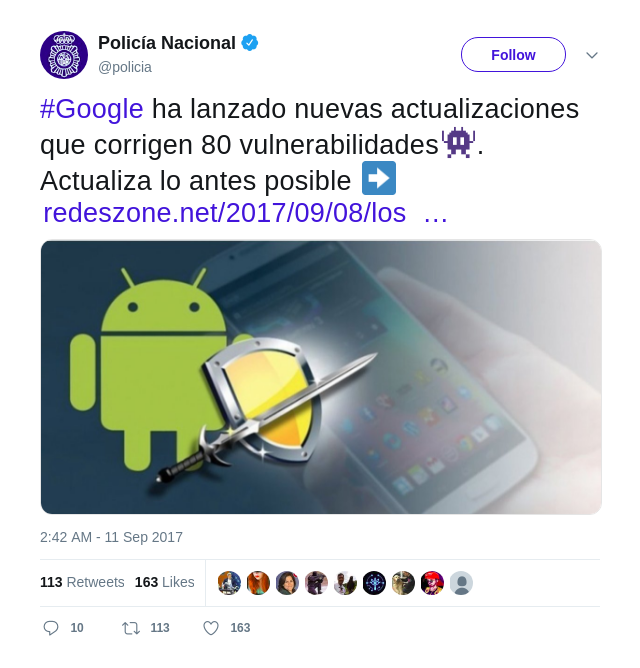 Policía Nacional
@policia
Follow
#Google ha lanzado nuevas actualizaciones
que corrigen 80 vulnerabilidades.
Actualiza lo antes posible ➡
redeszone.net/2017/09/08/los …
2:42 AM - 11 Sep 2017
113 Retweets 163 Likes
10 113 163